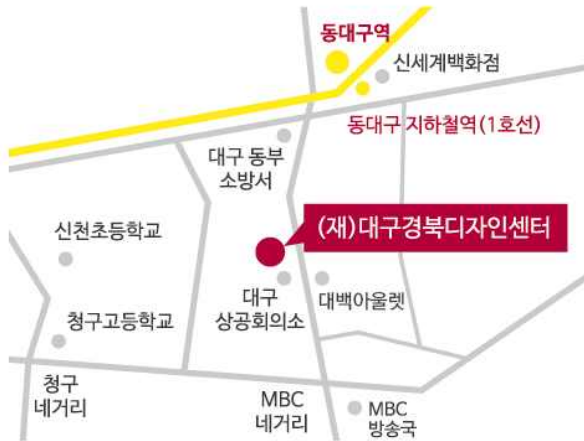 동대구역
신세계백화점
동대구 지하철역(1호선)
대구 동부
소방서
(재)대구경북디자인센터
신천초등학교
대구
상공회의소
대백아울렛
청구고등학교
청구
네거리
MBC
네거리
MBC
방송국